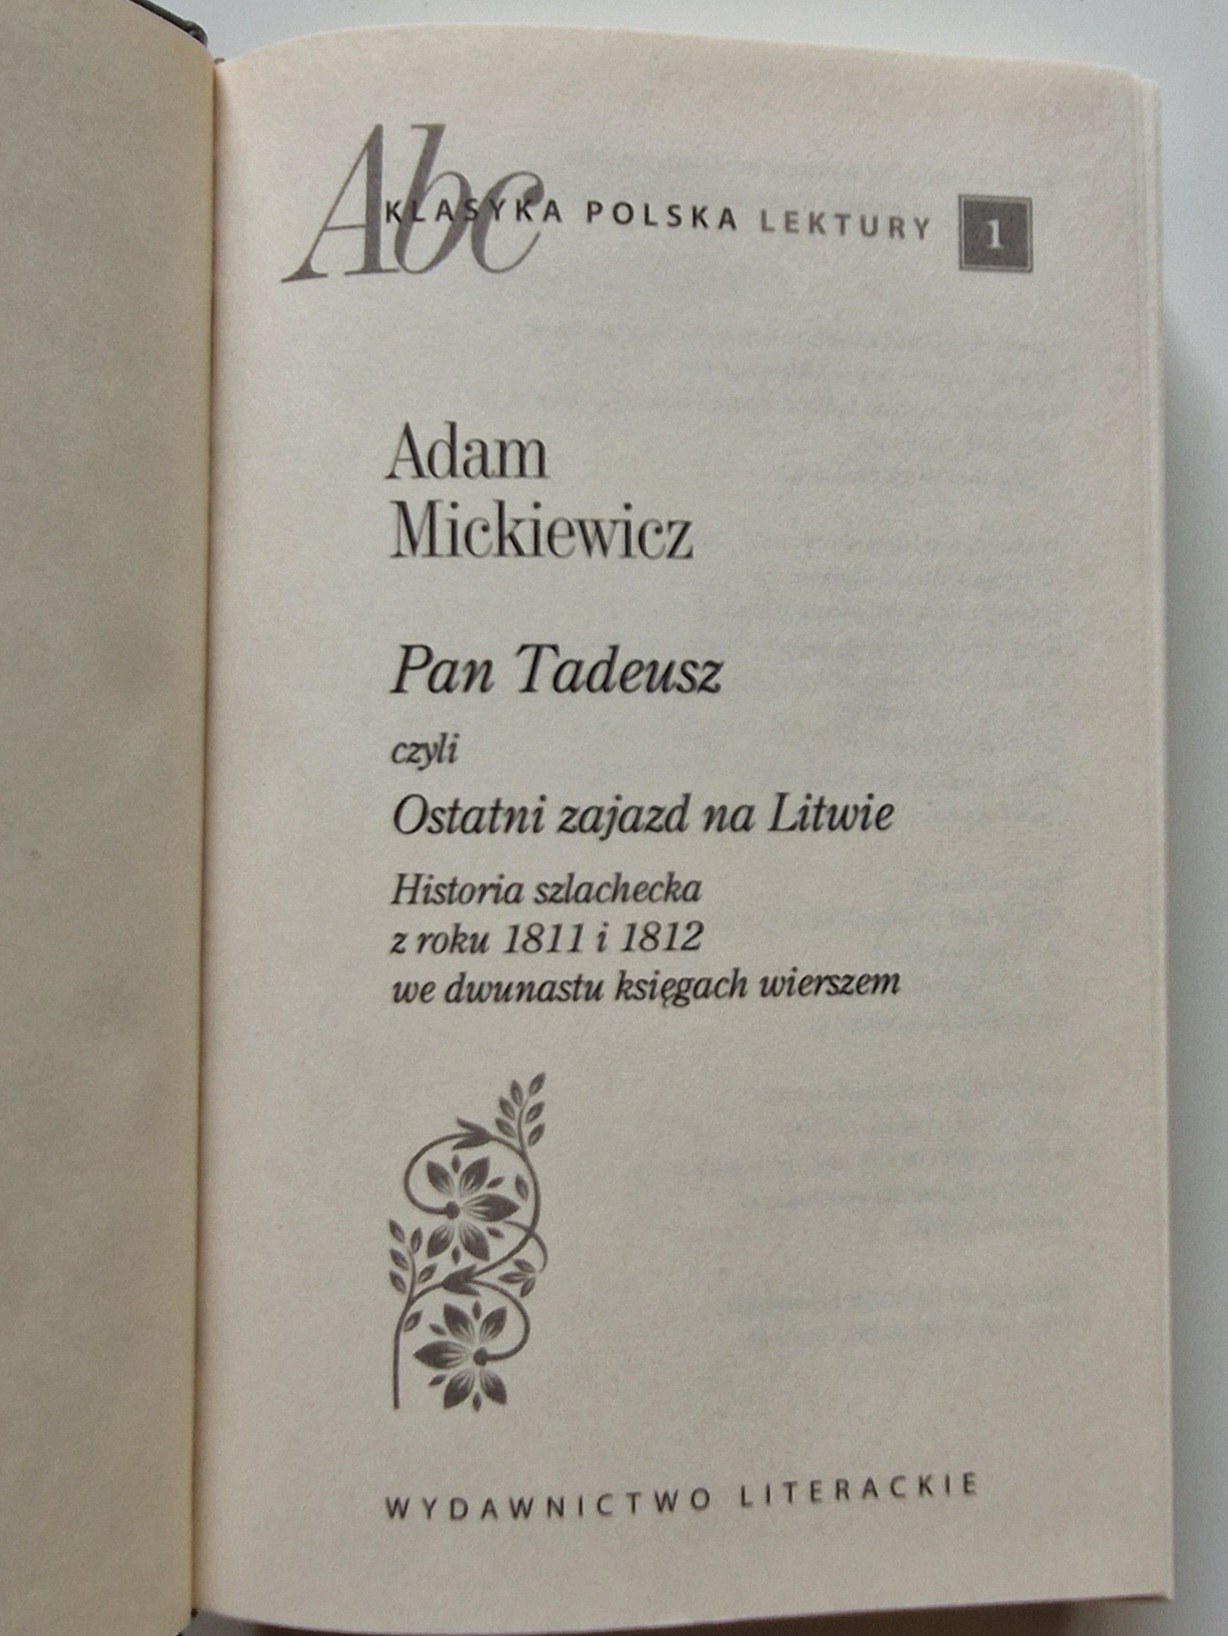 Abc
KLASYKA POLSKA LEKTURY 1
Adam
Mickiewicz
Pan Tadeusz
czyli
Ostatni zajazd na Litwie
Historia szlachecka
z roku 1811 i 1812
we dwunastu księgach wierszem
WYDAWNICTWO LITERACKIE